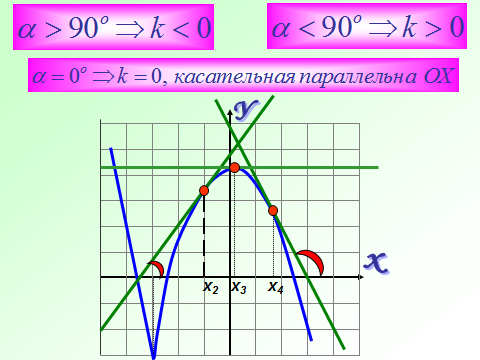 α > 90° ⇒ k < 0
α < 90° ⇒ k > 0
α = 0° ⇒ k = 0, касательная параллельна OX
y
x
x₂ x₃ x₄